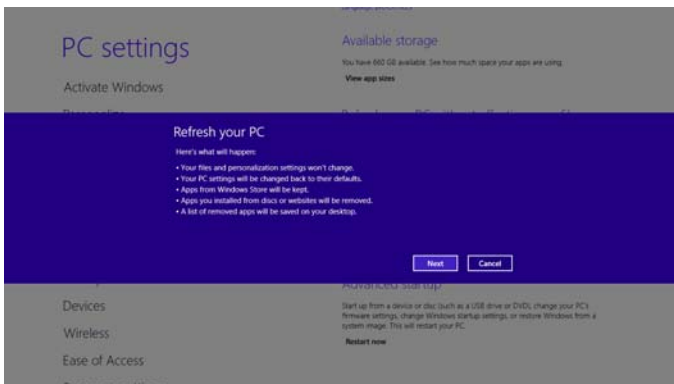 PC settings
Activate Windows
Available storage
You have 660 GB available. See how much space your apps are using.
View app sizes
Refresh your PC
Here's what will happen:
• Your files and personalization settings won't change.
• Your PC settings will be changed back to their defaults.
• Apps from Windows Store will be kept.
• Apps you installed from discs or websites will be removed.
• A list of removed apps will be saved on your desktop.
Next
Cancel
Devices
Wireless
Ease of Access
Advanced startup
Start up from a device or disc (such as a USB drive or DVD), change your PC's
firmware settings, change Windows startup settings, or restore Windows from a
system image. This will restart your PC.
Restart now